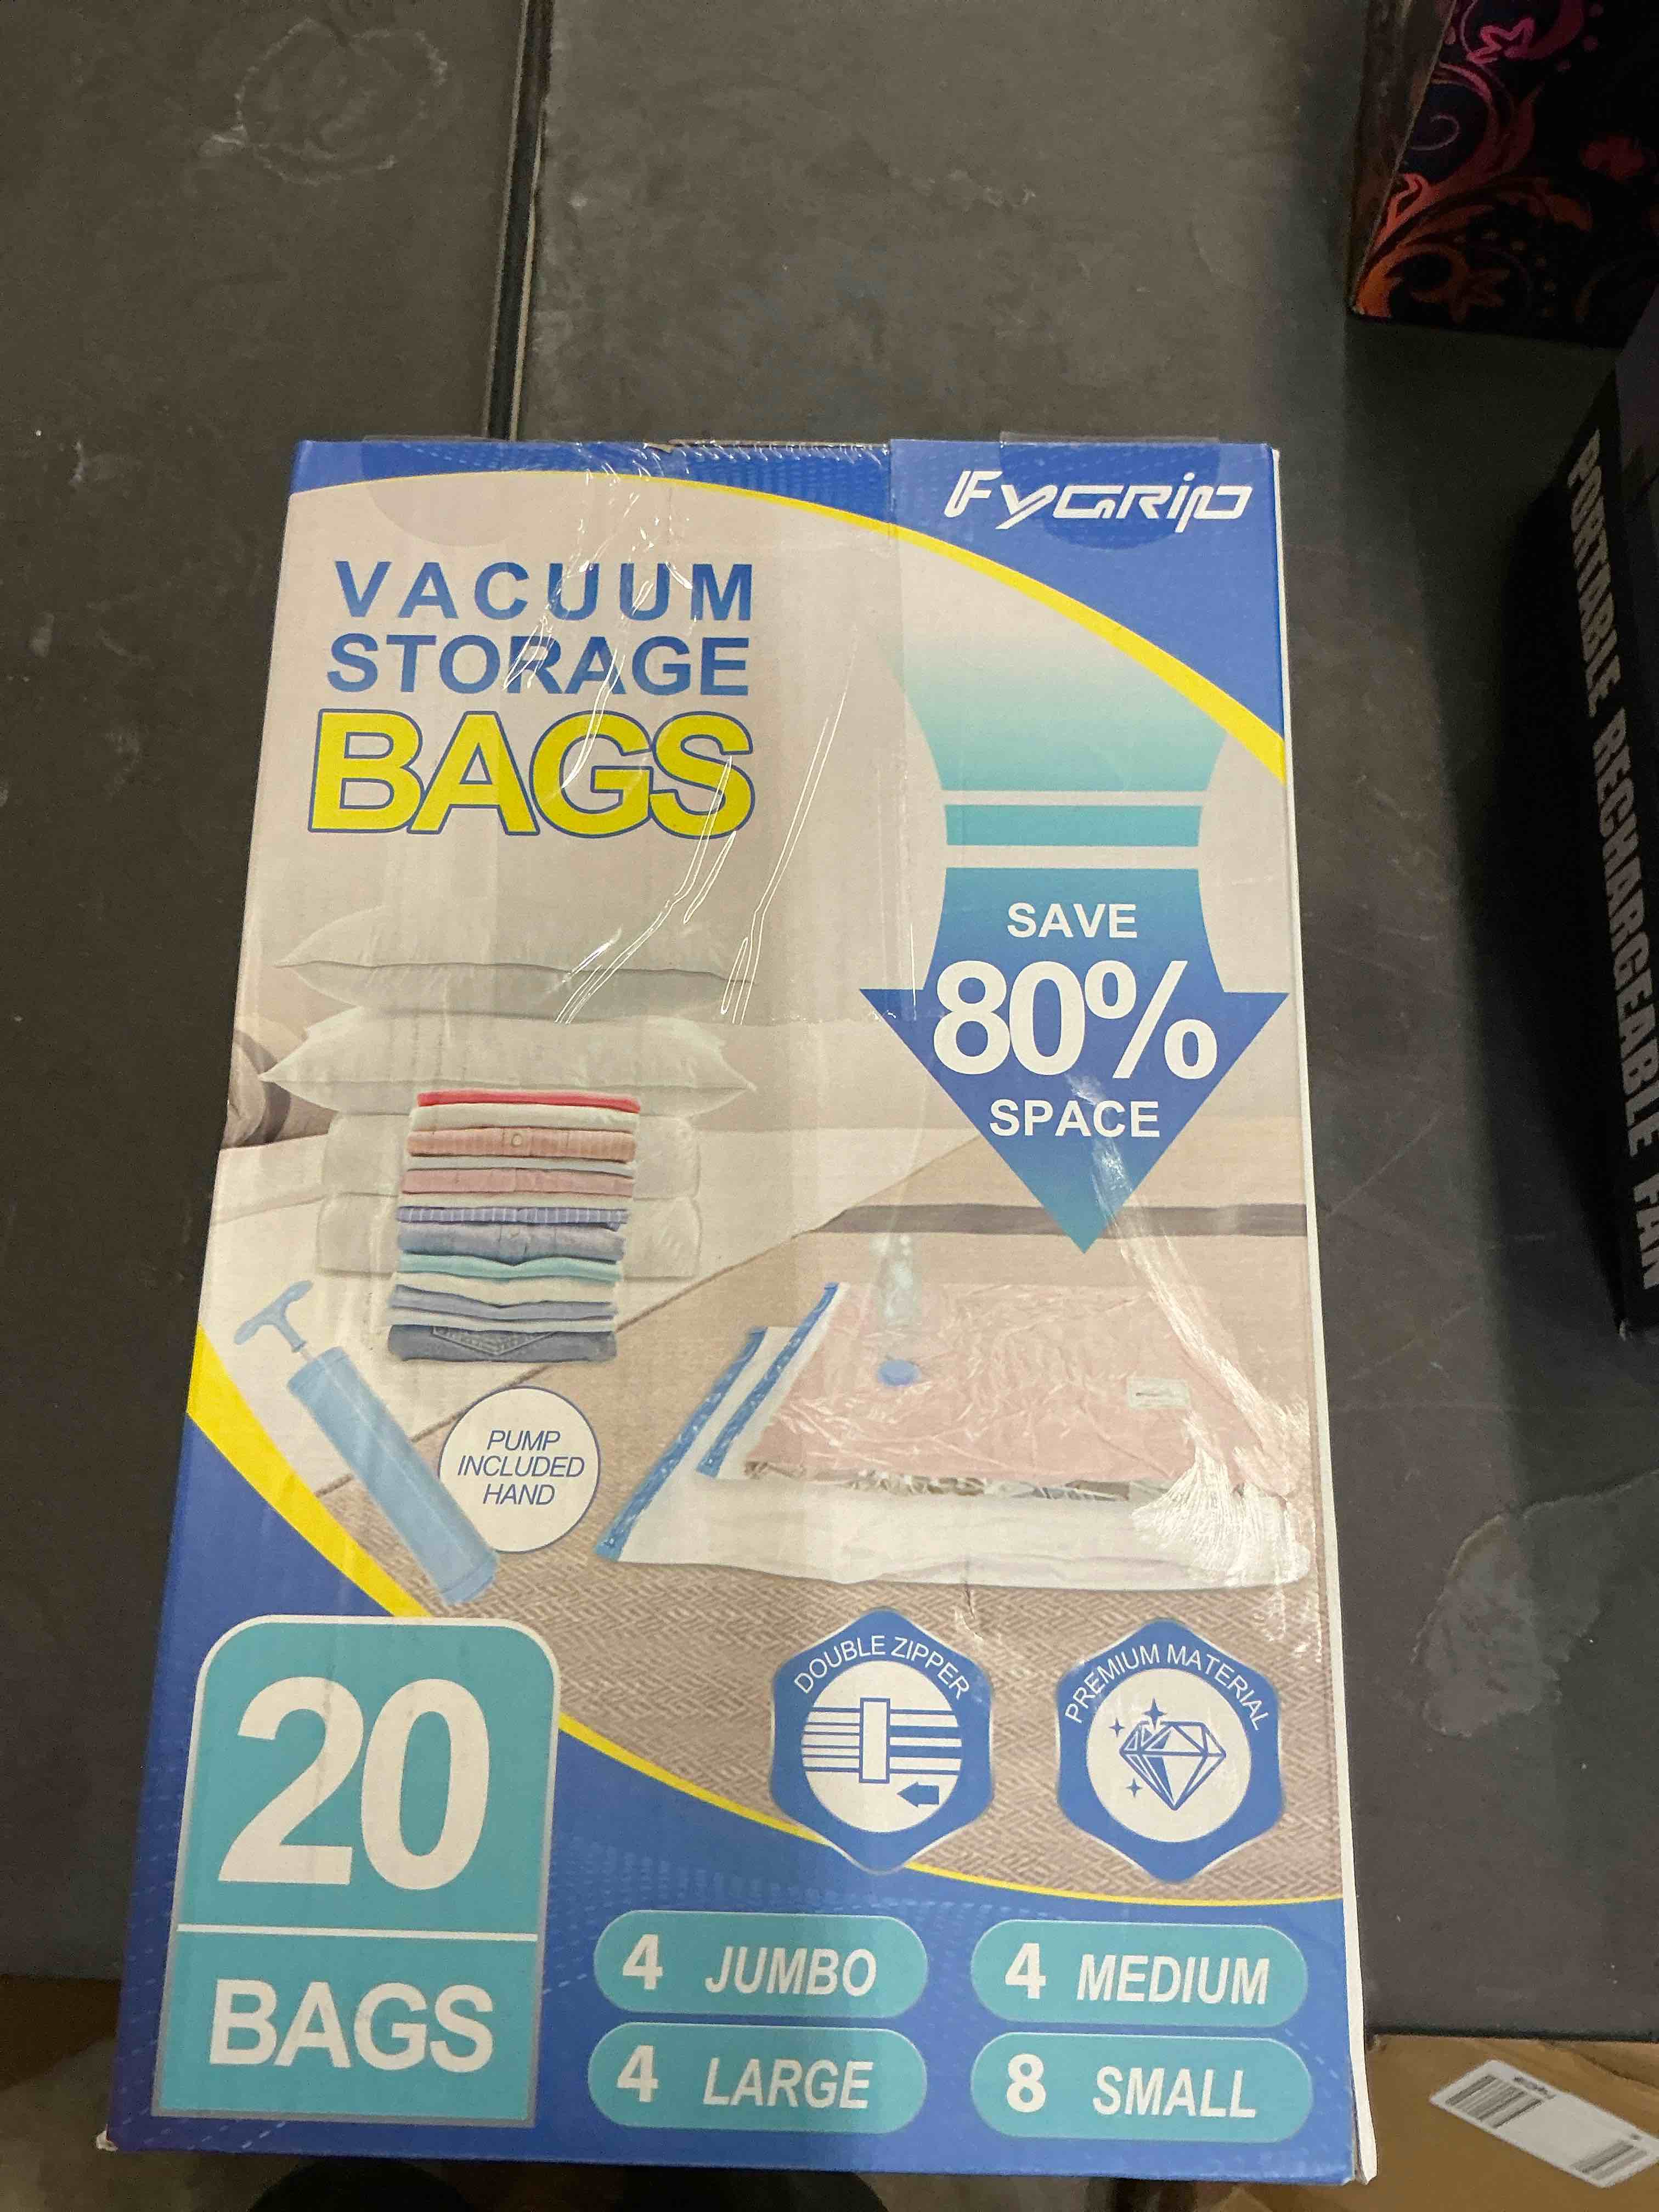 FYGRIP
VACUUM
STORAGE
BAGS
SAVE
80%
SPACE
PUMP
INCLUDED
HAND
DOUBLE ZIPPER
PREMIUM MATERIAL
20
BAGS
4 JUMBO
4 MEDIUM
4 LARGE
8 SMALL
PORTABLE RECHARGEABLE FAN